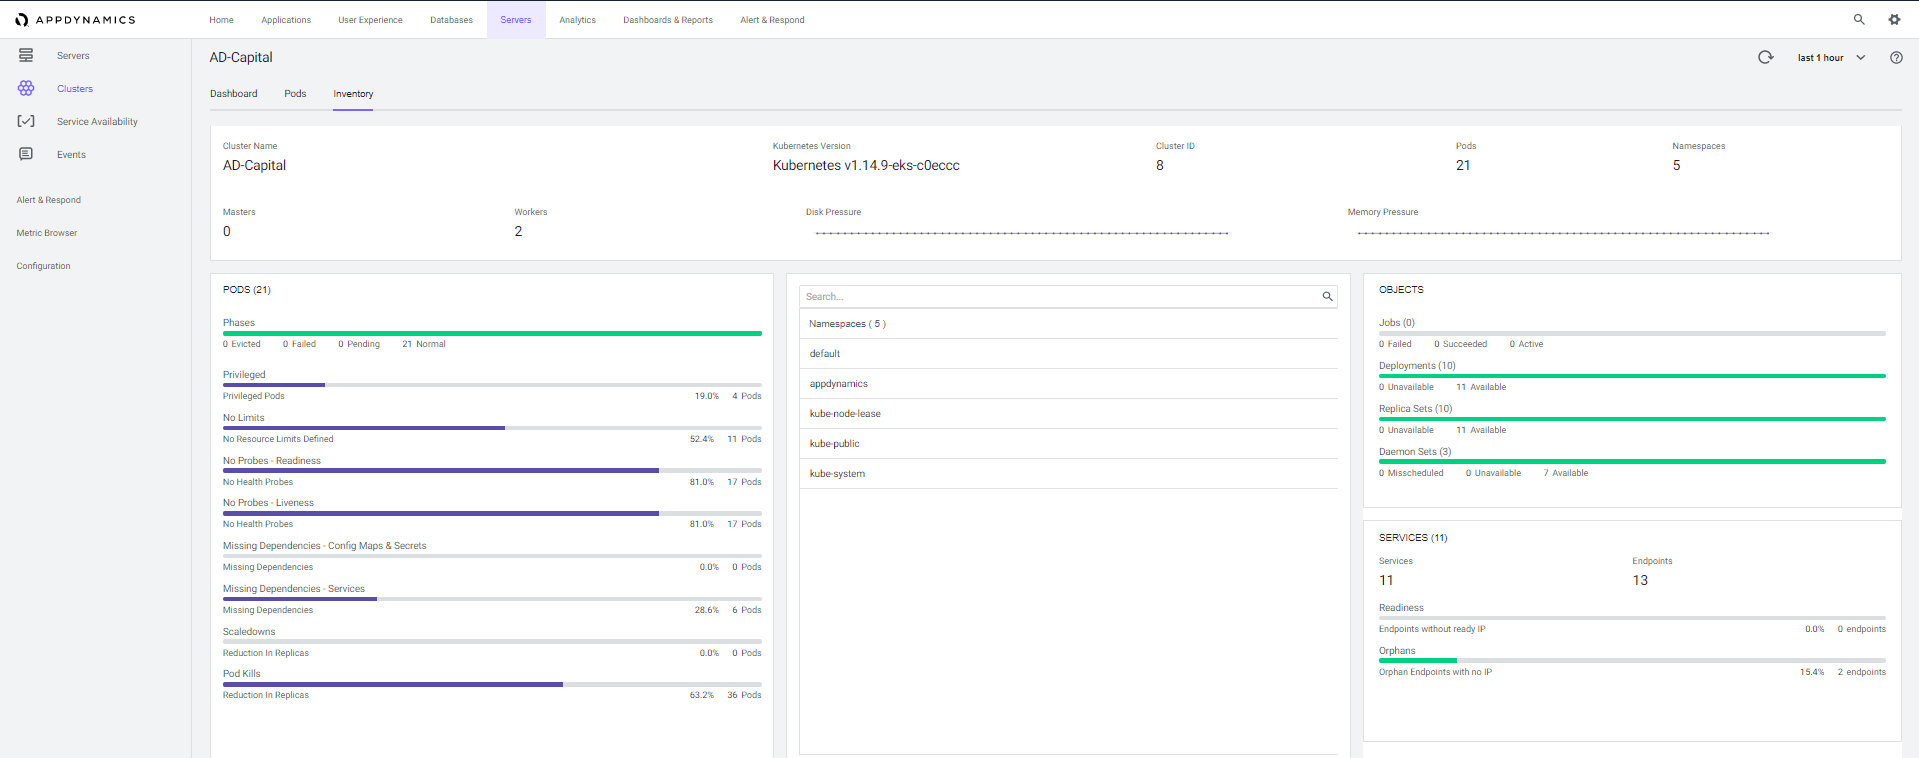 APPDYNAMICS
Home Applications User Experience Databases Servers Analytics Dashboards & Reports Alert & Respond
Servers
Clusters
Service Availability
Events
Alert & Respond
Metric Browser
Configuration
AD-Capital
last 1 hour
Dashboard Pods Inventory
Cluster Name
AD-Capital
Kubernetes Version
Kubernetes v1.14.9-eks-c0eccc
Cluster ID
8
Pods
21
Namespaces
5
Masters
0
Workers
2
Disk Pressure
Memory Pressure
PODS (21)
Phases
0 Evicted 0 Failed 0 Pending 21 Normal
Privileged
Privileged Pods 19.0% 4 Pods
No Limits
No Resource Limits Defined 52.4% 11 Pods
No Probes - Readiness
No Health Probes 81.0% 17 Pods
No Probes - Liveness
No Health Probes 81.0% 17 Pods
Missing Dependencies - Config Maps & Secrets
Missing Dependencies 0.0% 0 Pods
Missing Dependencies - Services
Missing Dependencies 28.6% 6 Pods
Scaledowns
Reduction In Replicas 0.0% 0 Pods
Pod Kills
Reduction In Replicas 63.2% 36 Pods
Search...
Namespaces ( 5 )
default
appdynamics
kube-node-lease
kube-public
kube-system
OBJECTS
Jobs (0)
0 Failed 0 Succeeded 0 Active
Deployments (10)
0 Unavailable 11 Available
Replica Sets (10)
0 Unavailable 11 Available
Daemon Sets (3)
0 Misscheduled 0 Unavailable 7 Available
SERVICES (11)
Services
11
Endpoints
13
Readiness
Endpoints without ready IP 0.0% 0 endpoints
Orphans
Orphan Endpoints with no IP 15.4% 2 endpoints